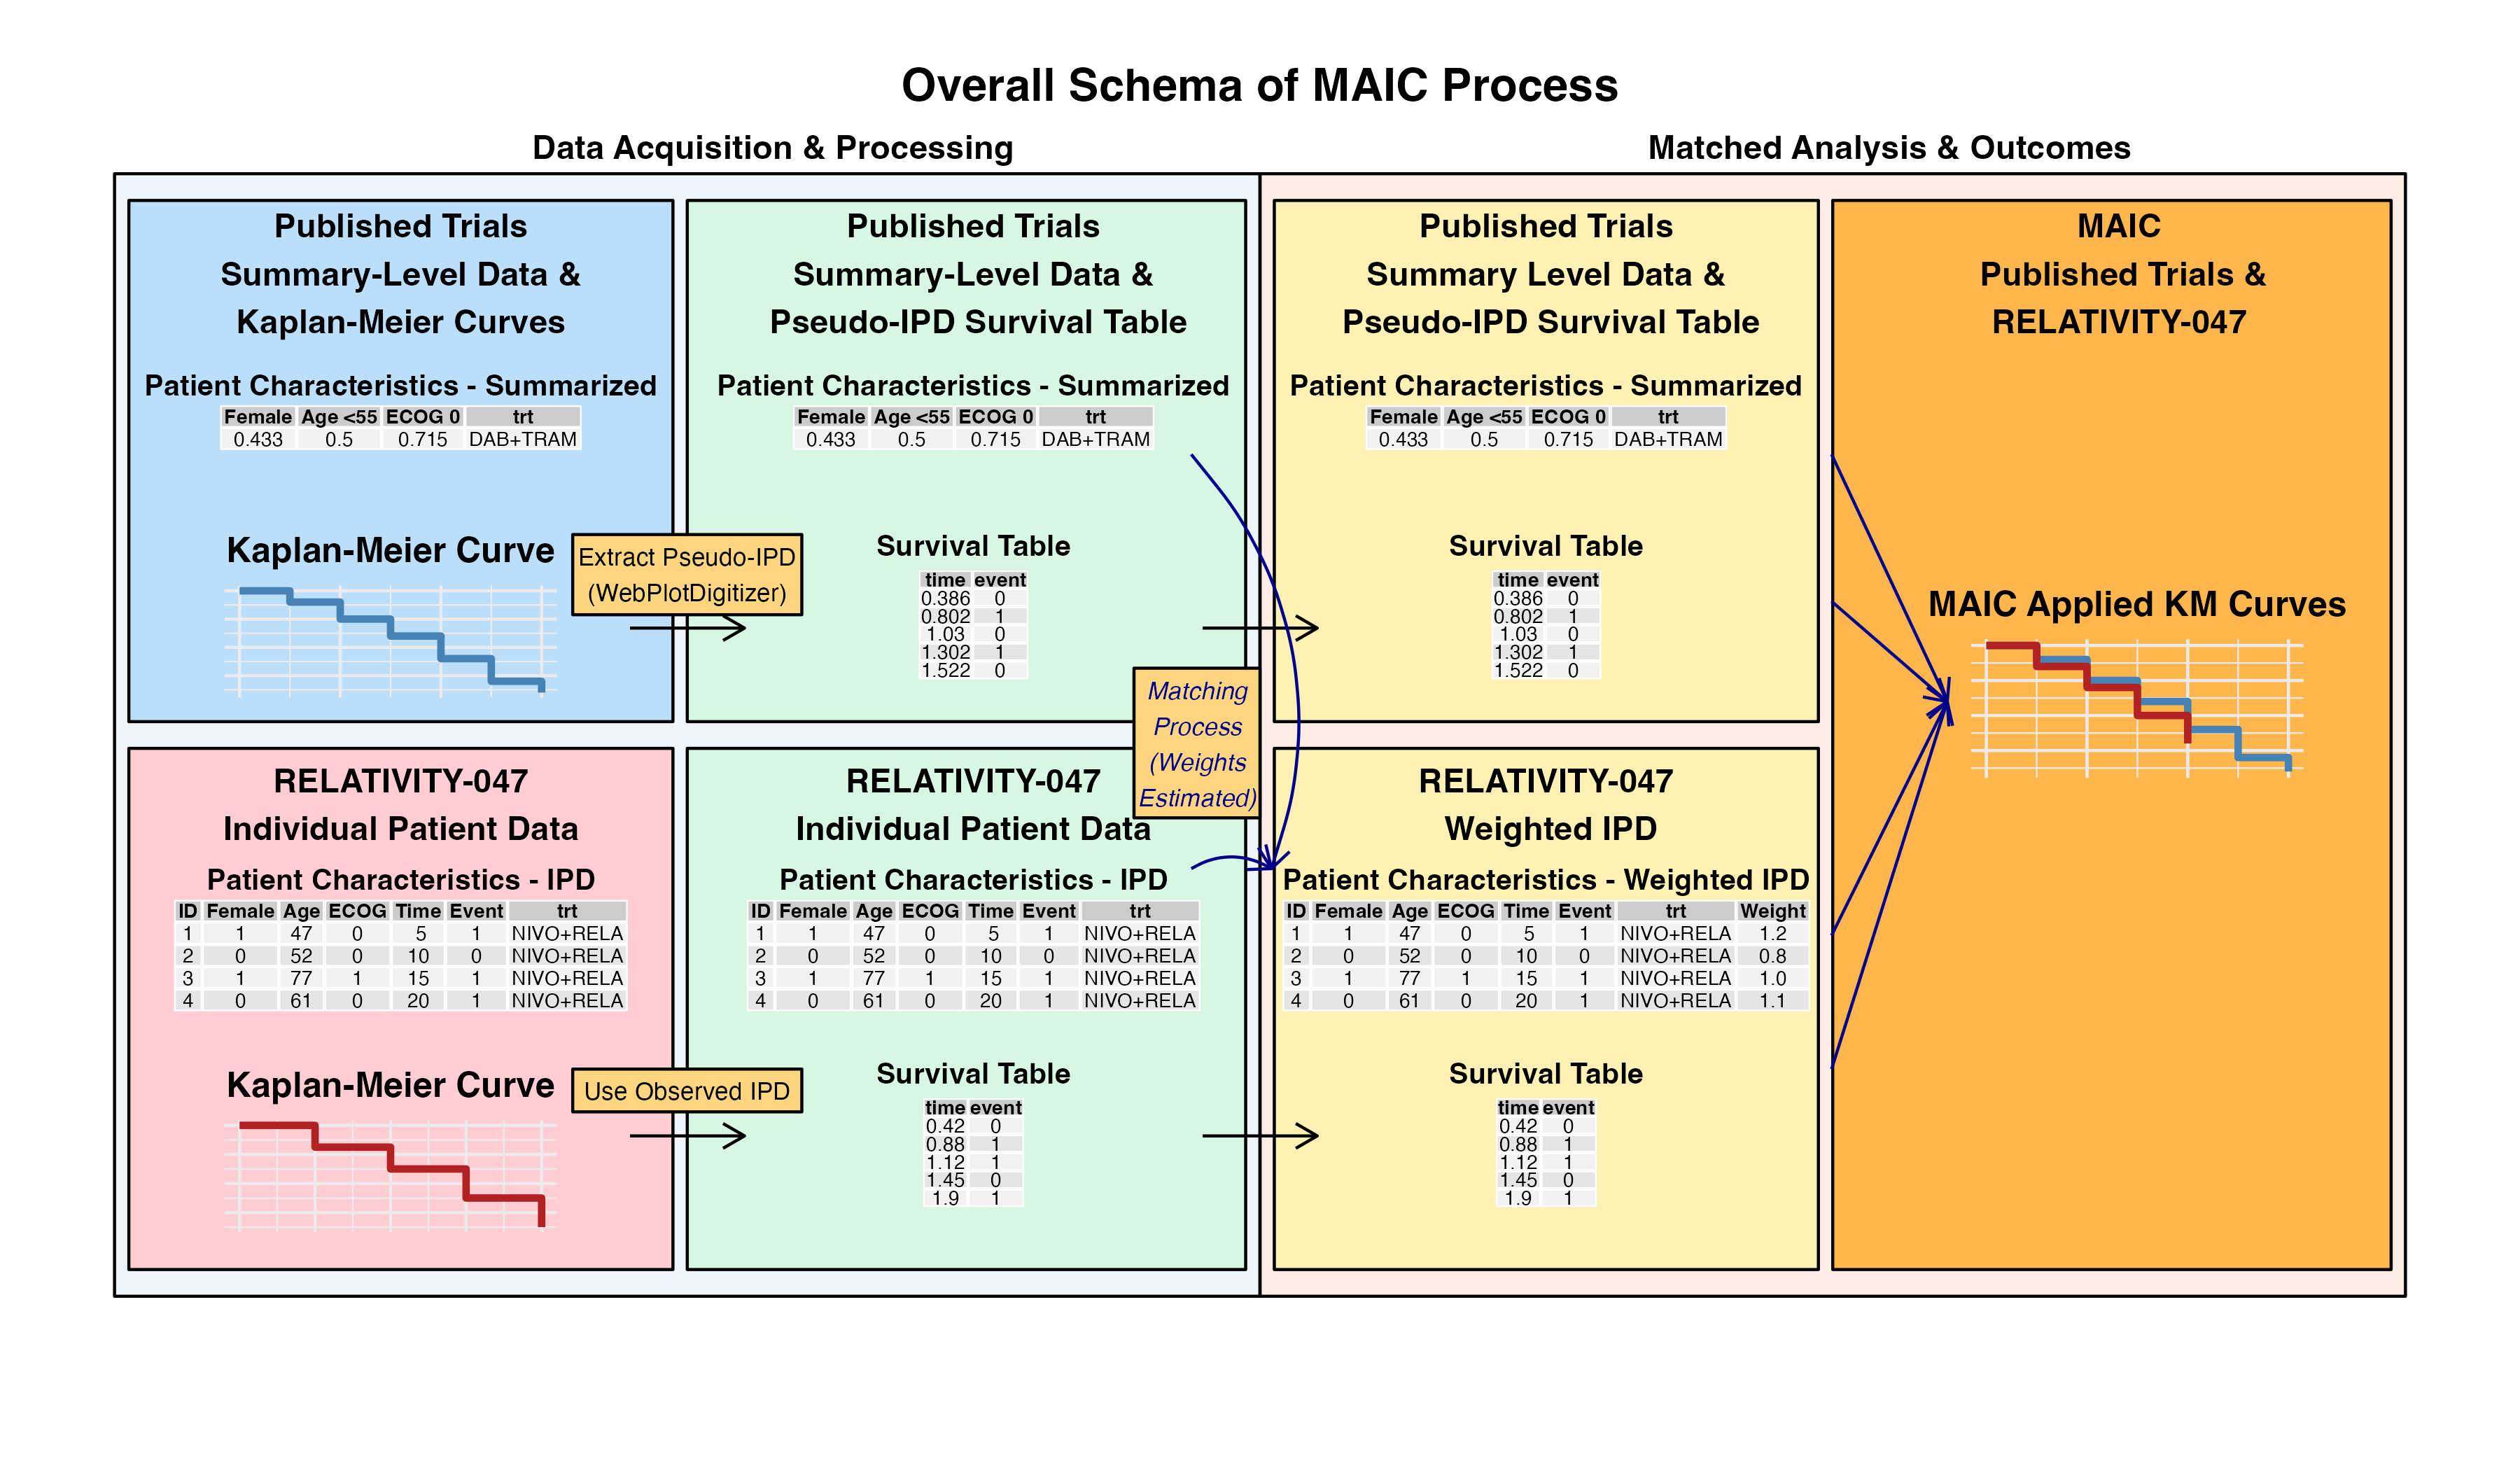 Overall Schema of MAIC Process
Data Acquisition & Processing
Matched Analysis & Outcomes
Published Trials
Summary-Level Data &
Kaplan-Meier Curves
Patient Characteristics - Summarized
Female Age <55 ECOG 0 trt
0.433 0.5 0.715 DAB+TRAM
Kaplan-Meier Curve
Extract Pseudo-IPD
(WebPlotDigitizer)
Published Trials
Summary-Level Data &
Pseudo-IPD Survival Table
Patient Characteristics - Summarized
Female Age <55 ECOG 0 trt
0.433 0.5 0.715 DAB+TRAM
Survival Table
time event
0.386 0
0.802 1
1.03 0
1.302 1
1.522 0
Published Trials
Summary Level Data &
Pseudo-IPD Survival Table
Patient Characteristics - Summarized
Female Age <55 ECOG 0 trt
0.433 0.5 0.715 DAB+TRAM
Survival Table
time event
0.386 0
0.802 1
1.03 0
1.302 1
1.522 0
MAIC
Published Trials &
RELATIVITY-047
MAIC Applied KM Curves
Matching
Process
(Weights
Estimated)
RELATIVITY-047
Individual Patient Data
Patient Characteristics - IPD
ID Female Age ECOG Time Event trt
1 1 47 0 5 1 NIVO+RELA
2 0 52 0 10 0 NIVO+RELA
3 1 77 1 15 1 NIVO+RELA
4 0 61 0 20 1 NIVO+RELA
Kaplan-Meier Curve
Use Observed IPD
RELATIVITY-047
Individual Patient Data
Patient Characteristics - IPD
ID Female Age ECOG Time Event trt
1 1 47 0 5 1 NIVO+RELA
2 0 52 0 10 0 NIVO+RELA
3 1 77 1 15 1 NIVO+RELA
4 0 61 0 20 1 NIVO+RELA
Survival Table
time event
0.42 0
0.88 1
1.12 1
1.45 0
1.9 1
RELATIVITY-047
Weighted IPD
Patient Characteristics - Weighted IPD
ID Female Age ECOG Time Event trt Weight
1 1 47 0 5 1 NIVO+RELA 1.2
2 0 52 0 10 0 NIVO+RELA 0.8
3 1 77 1 15 1 NIVO+RELA 1.0
4 0 61 0 20 1 NIVO+RELA 1.1
Survival Table
time event
0.42 0
0.88 1
1.12 1
1.45 0
1.9 1